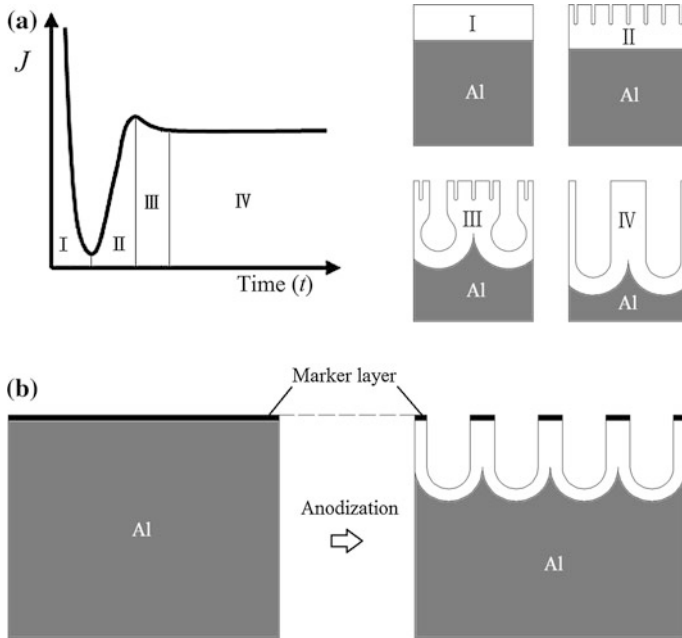 (a)
J
I
II
III
IV
Time (t)
I
Al
II
Al
III
Al
IV
Al
(b)
Marker layer
Al
Anodization
Al